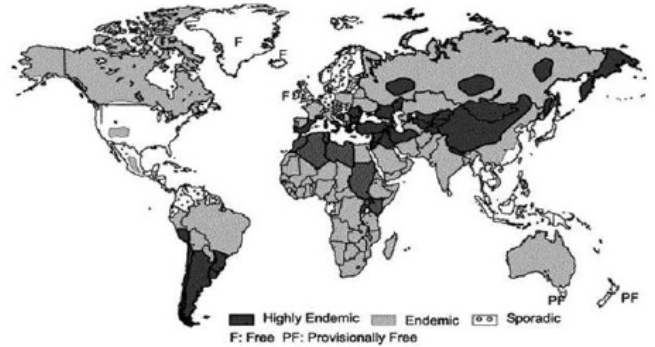 F
F
F
PF
PF
Highly Endemic Endemic Sporadic
F: Free PF: Provisionally Free